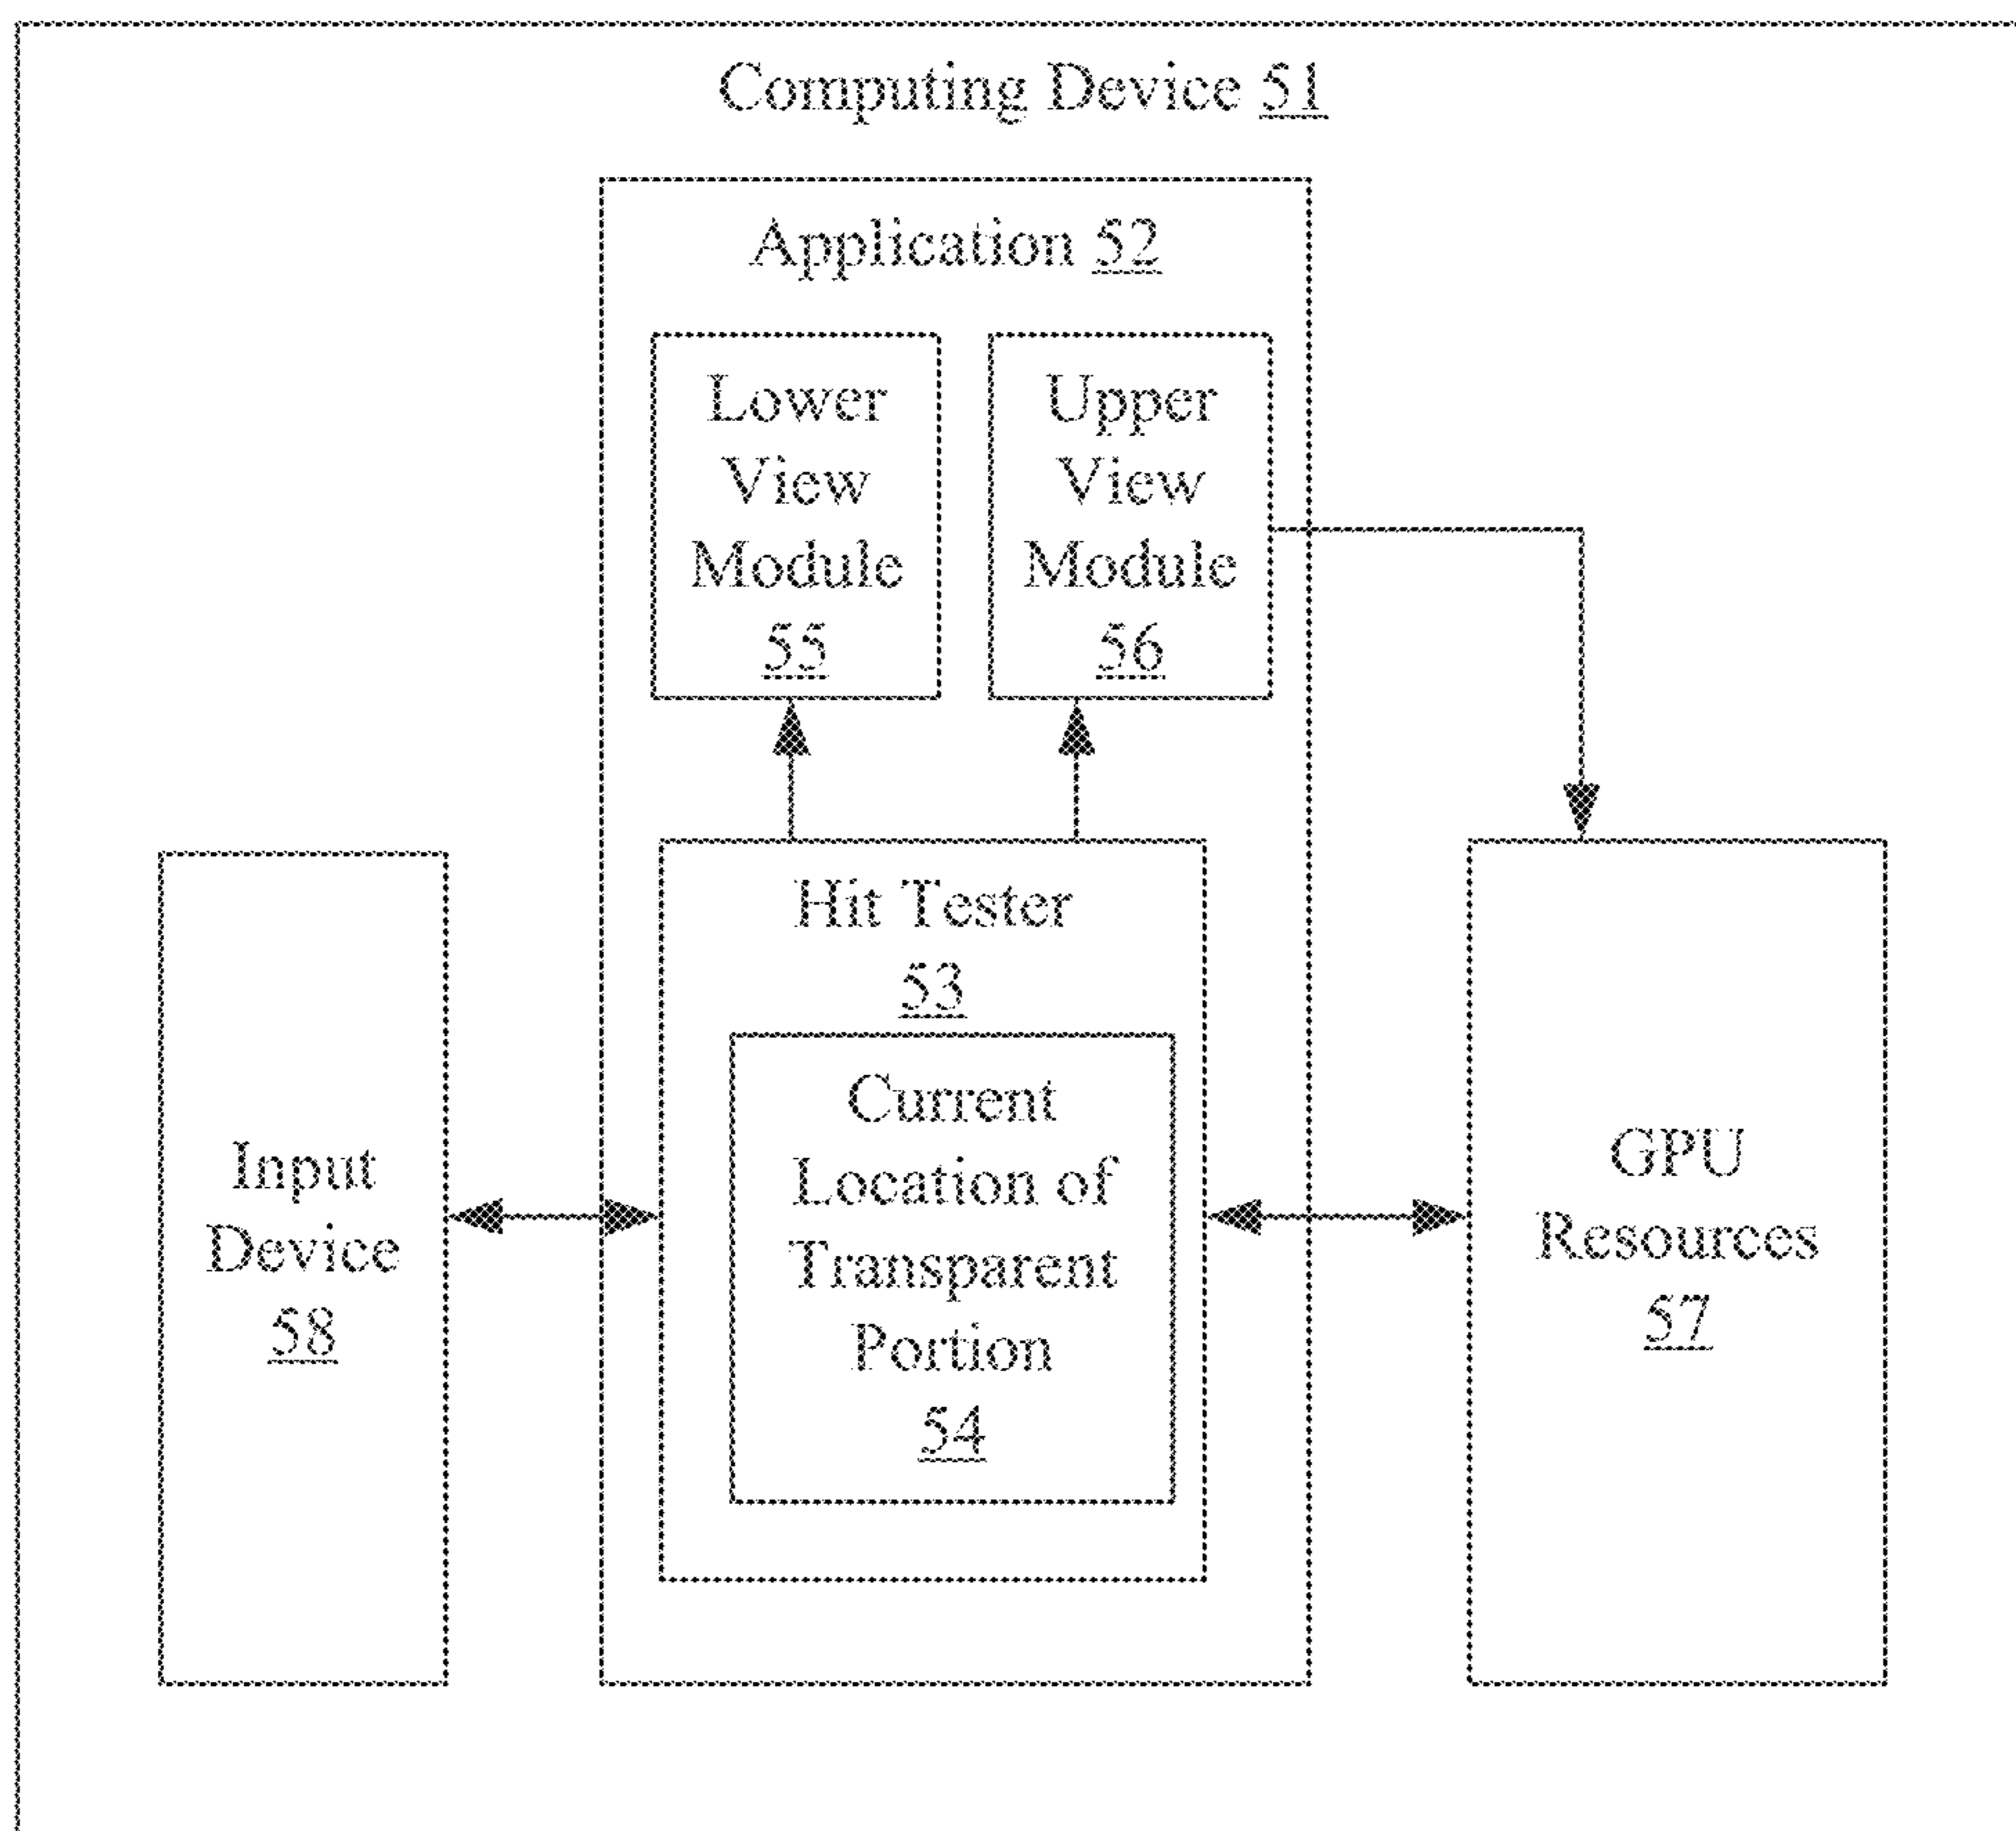 Computing Device 51
Application 52
Lower
View
Module
55
Upper
View
Module
56
Hit Tester
53
Current
Location of
Transparent
Portion
54
Input
Device
58
GPU
Resources
57